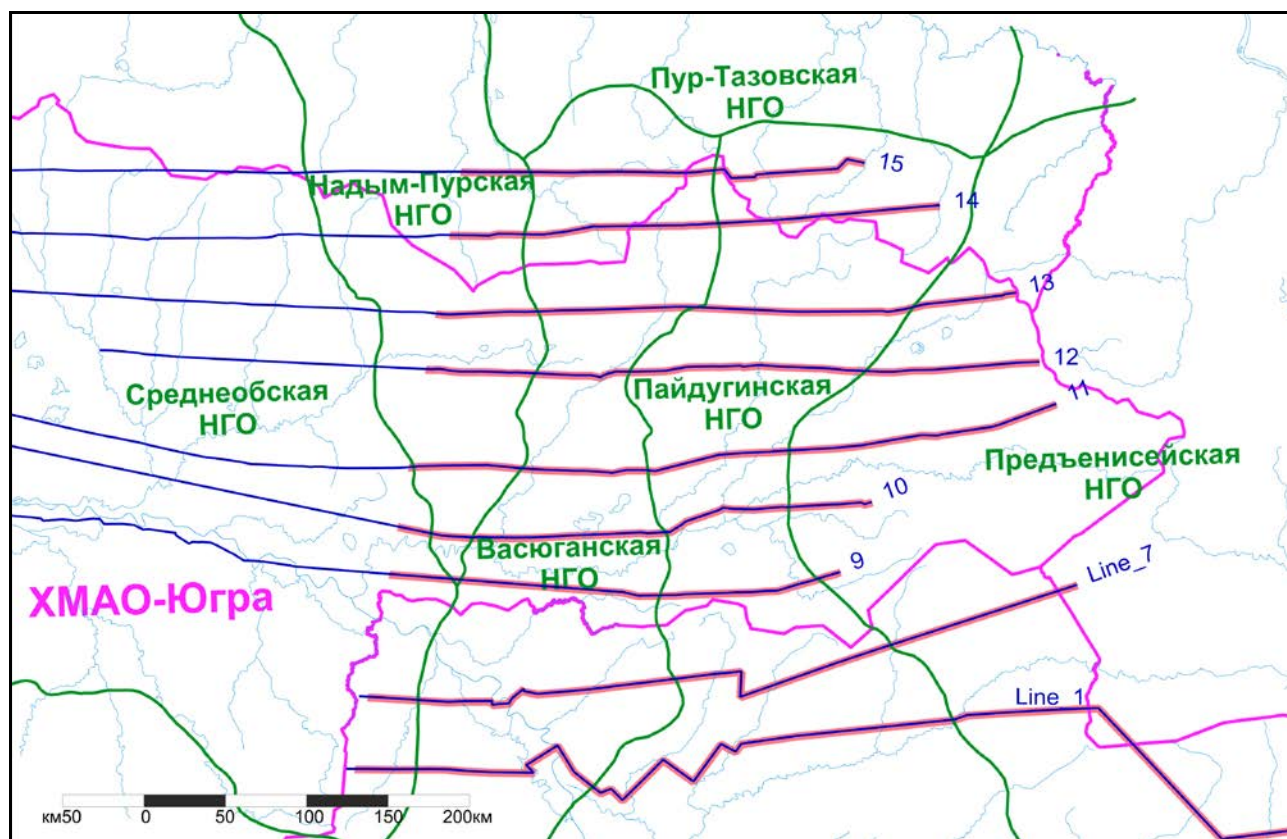 Пур-Тазовская
НГО
15
Надым-Пурская
НГО
14
13
12
Среднеобская
НГО
Пайдугинская
НГО
11
Предъенисейская
НГО
10
Васюганская
НГО
9
Line_7
ХМАО-Югра
Line_1
км50 0 50 100 150 200км